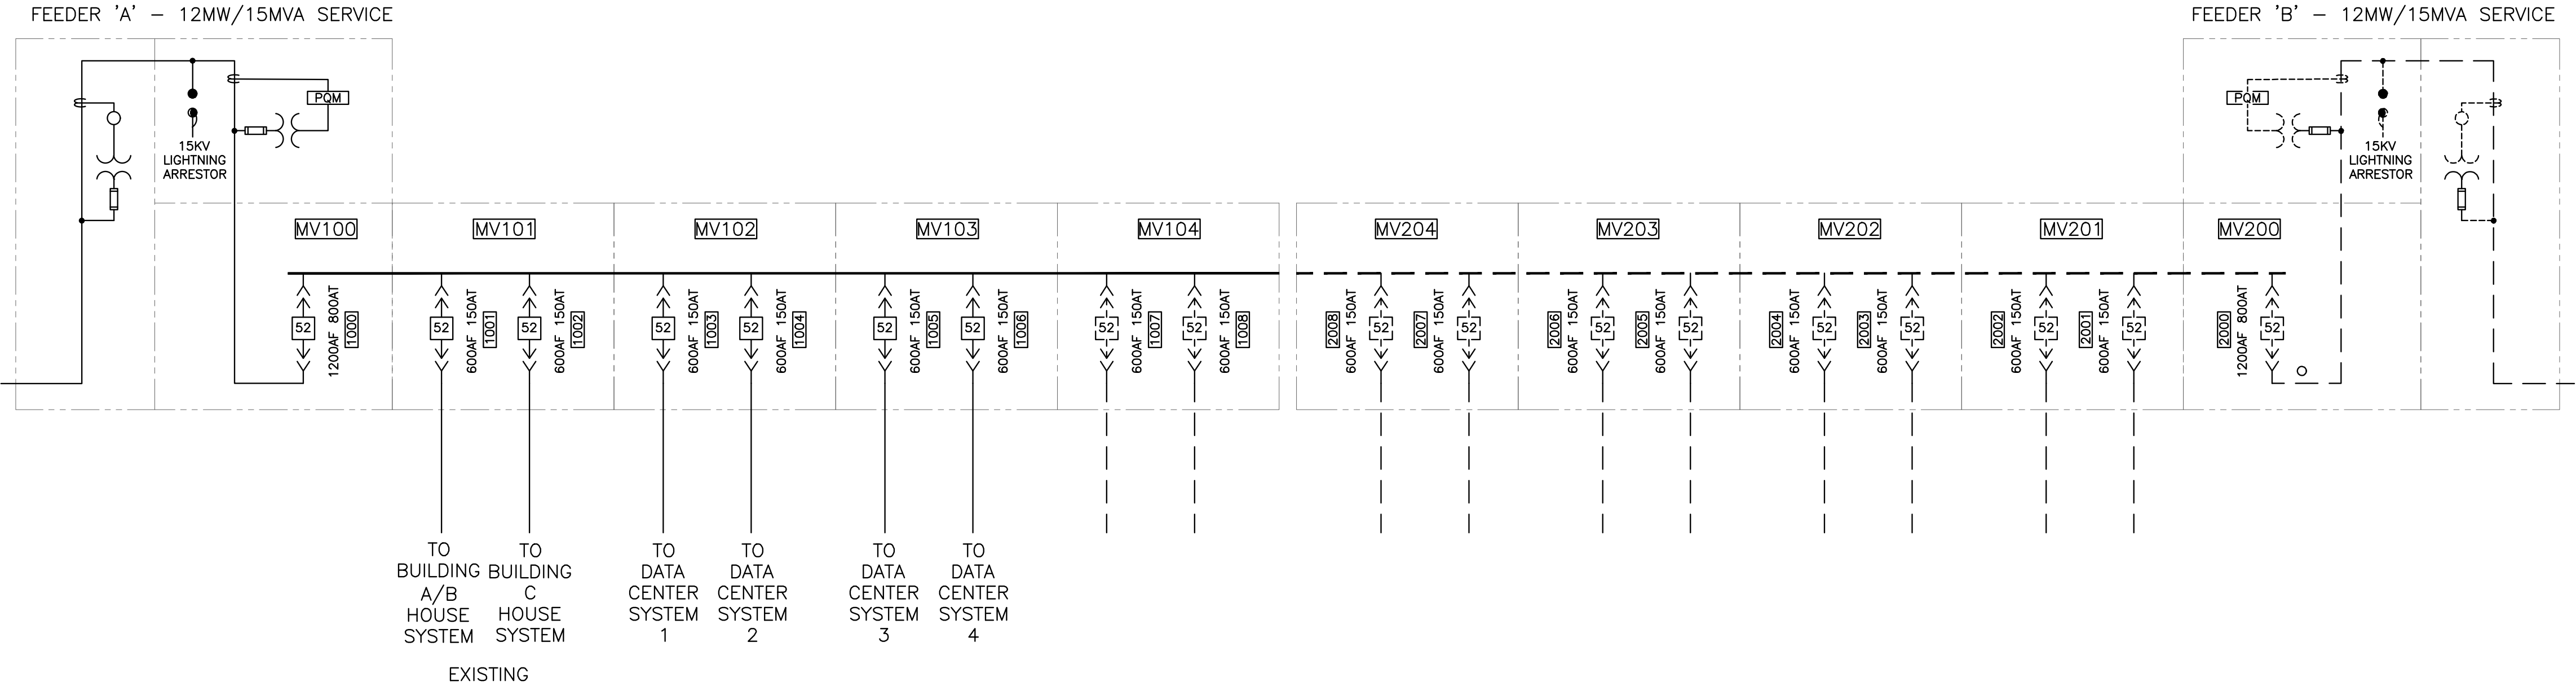 FEEDER 'A' – 12MW/15MVA SERVICE
FEEDER 'B' – 12MW/15MVA SERVICE
PQM
15KV
LIGHTNING
ARRESTOR
PQM
15KV
LIGHTNING
ARRESTOR
MV100
MV101
MV102
MV103
MV104
MV204
MV203
MV202
MV201
MV200
52
1200AF 800AT
1000
52
600AF 150AT
1001
52
600AF 150AT
1002
52
600AF 150AT
1003
52
600AF 150AT
1004
52
600AF 150AT
1005
52
600AF 150AT
1006
52
600AF 150AT
1007
52
600AF 150AT
1008
2008
600AF 150AT
52
2007
600AF 150AT
52
2006
600AF 150AT
52
2005
600AF 150AT
52
2004
600AF 150AT
52
2003
600AF 150AT
52
2002
600AF 150AT
52
2001
600AF 150AT
52
2000
1200AF 800AT
52
TO
BUILDING
A/B
HOUSE
SYSTEM
TO
BUILDING
C
HOUSE
SYSTEM
TO
DATA
CENTER
SYSTEM
1
TO
DATA
CENTER
SYSTEM
2
TO
DATA
CENTER
SYSTEM
3
TO
DATA
CENTER
SYSTEM
4
EXISTING